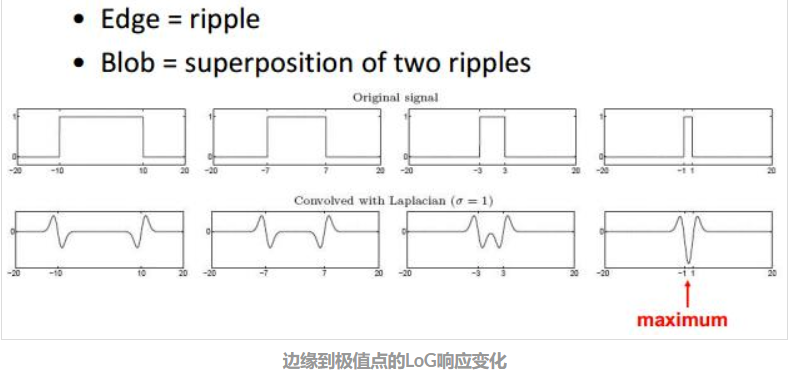 • Edge = ripple
• Blob = superposition of two ripples
Original signal
1 1 1 1
0 0 0 0
-20 -10 10 20 -20 -7 7 20 -20 -3 3 20 -20 -1 1 20
Convolved with Laplacian (σ = 1)
0 0 0 0
-20 -10 10 20 -20 -7 7 20 -20 -3 3 20 -20 -1 1 20
maximum
边缘到极值点的LoG响应变化